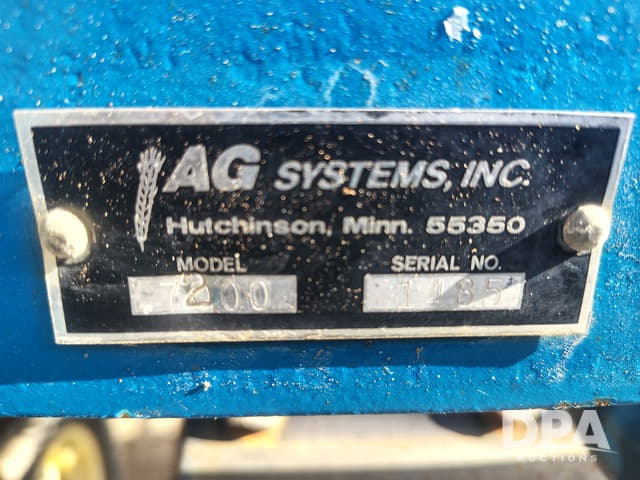 AG SYSTEMS, INC.
Hutchinson, Minn. 55350
MODEL SERIAL NO.
7200 1185
DPA
AUCTIONS